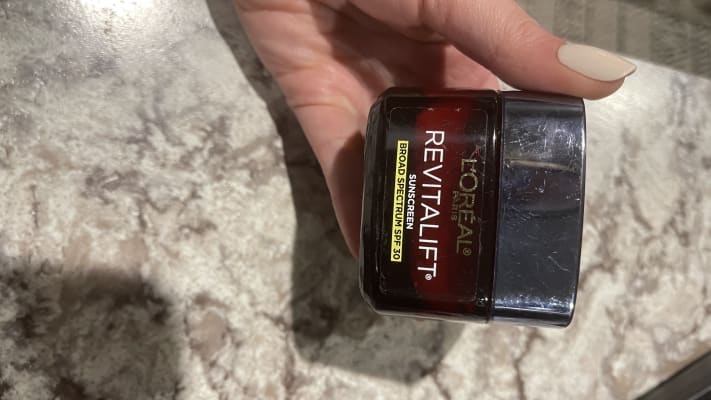 L'ORÉAL®
PARIS
REVITALIFT®
SUNSCREEN
BROAD SPECTRUM SPF 30